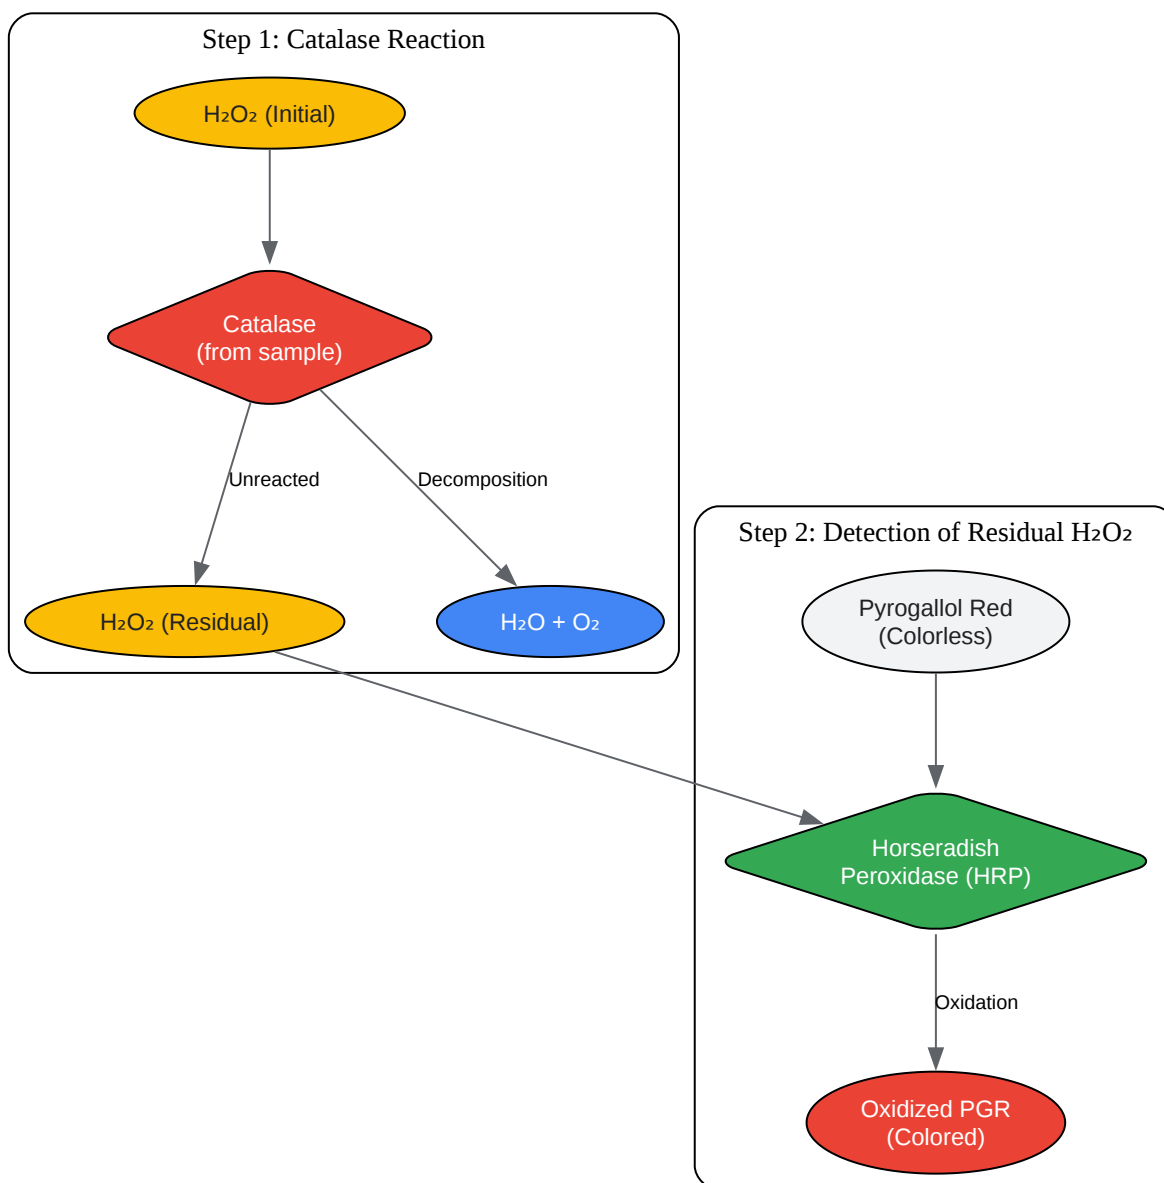 Step 1: Catalase Reaction
H₂O₂ (Initial)
Catalase
(from sample)
Unreacted
Decomposition
H₂O₂ (Residual)
H₂O + O₂
Step 2: Detection of Residual H₂O₂
Pyrogallol Red
(Colorless)
Horseradish
Peroxidase (HRP)
Oxidation
Oxidized PGR
(Colored)